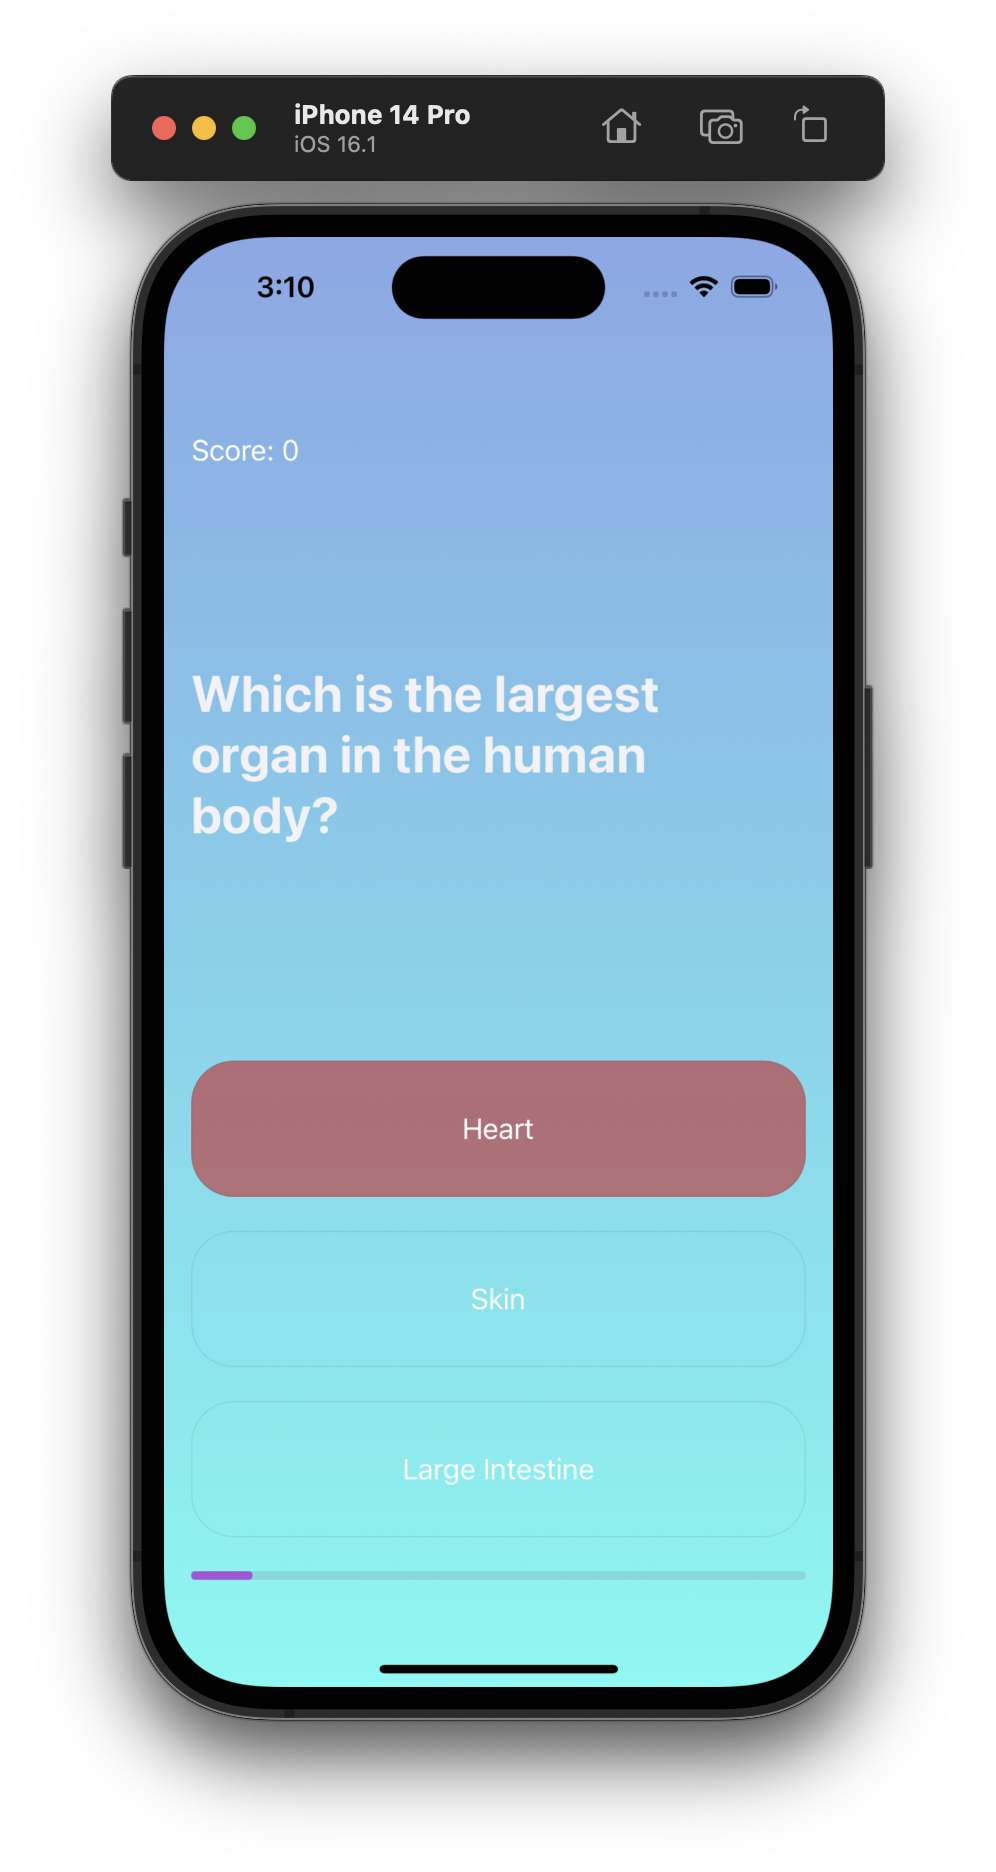 iPhone 14 Pro
iOS 16.1
3:10
Score: 0
Which is the largest
organ in the human
body?
Heart
Skin
Large Intestine